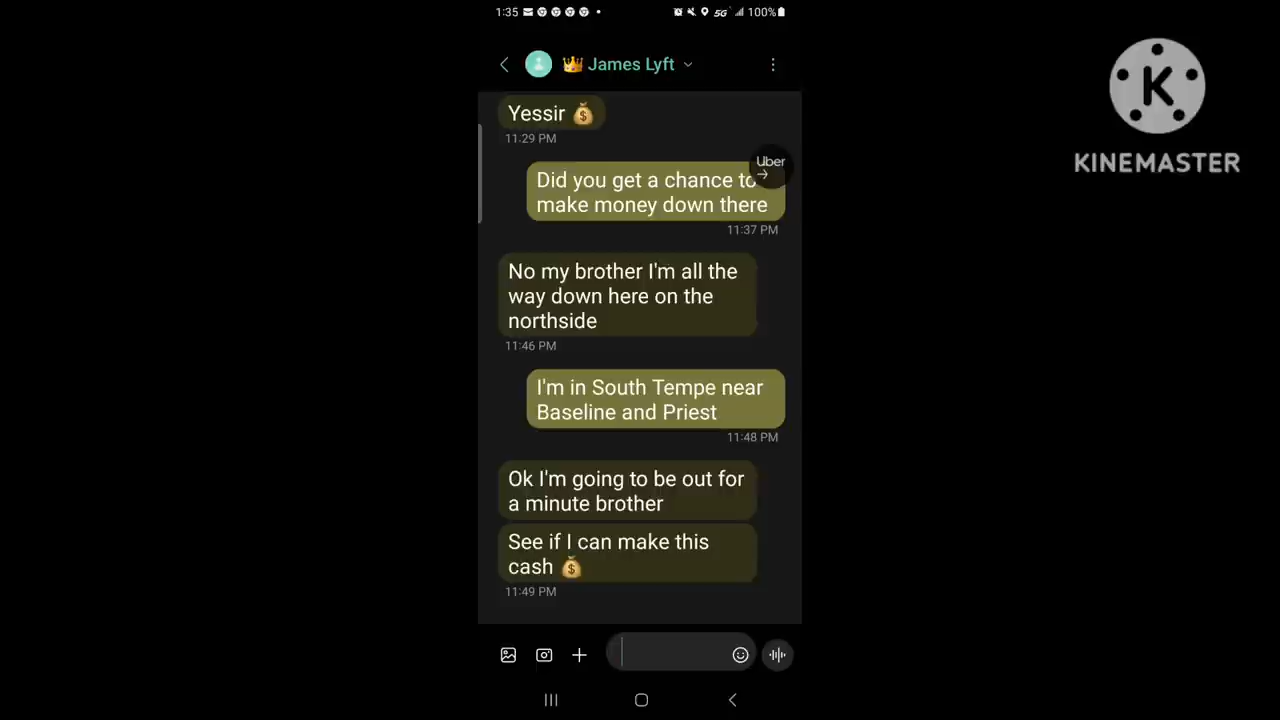 1:35
5G
100%
👑 James Lyft
Yessir 💰
11:29 PM
Uber
Did you get a chance to
make money down there
11:37 PM
No my brother I'm all the
way down here on the
northside
11:46 PM
I'm in South Tempe near
Baseline and Priest
11:48 PM
Ok I'm going to be out for
a minute brother
See if I can make this
cash 💰
11:49 PM
K
KINEMASTER